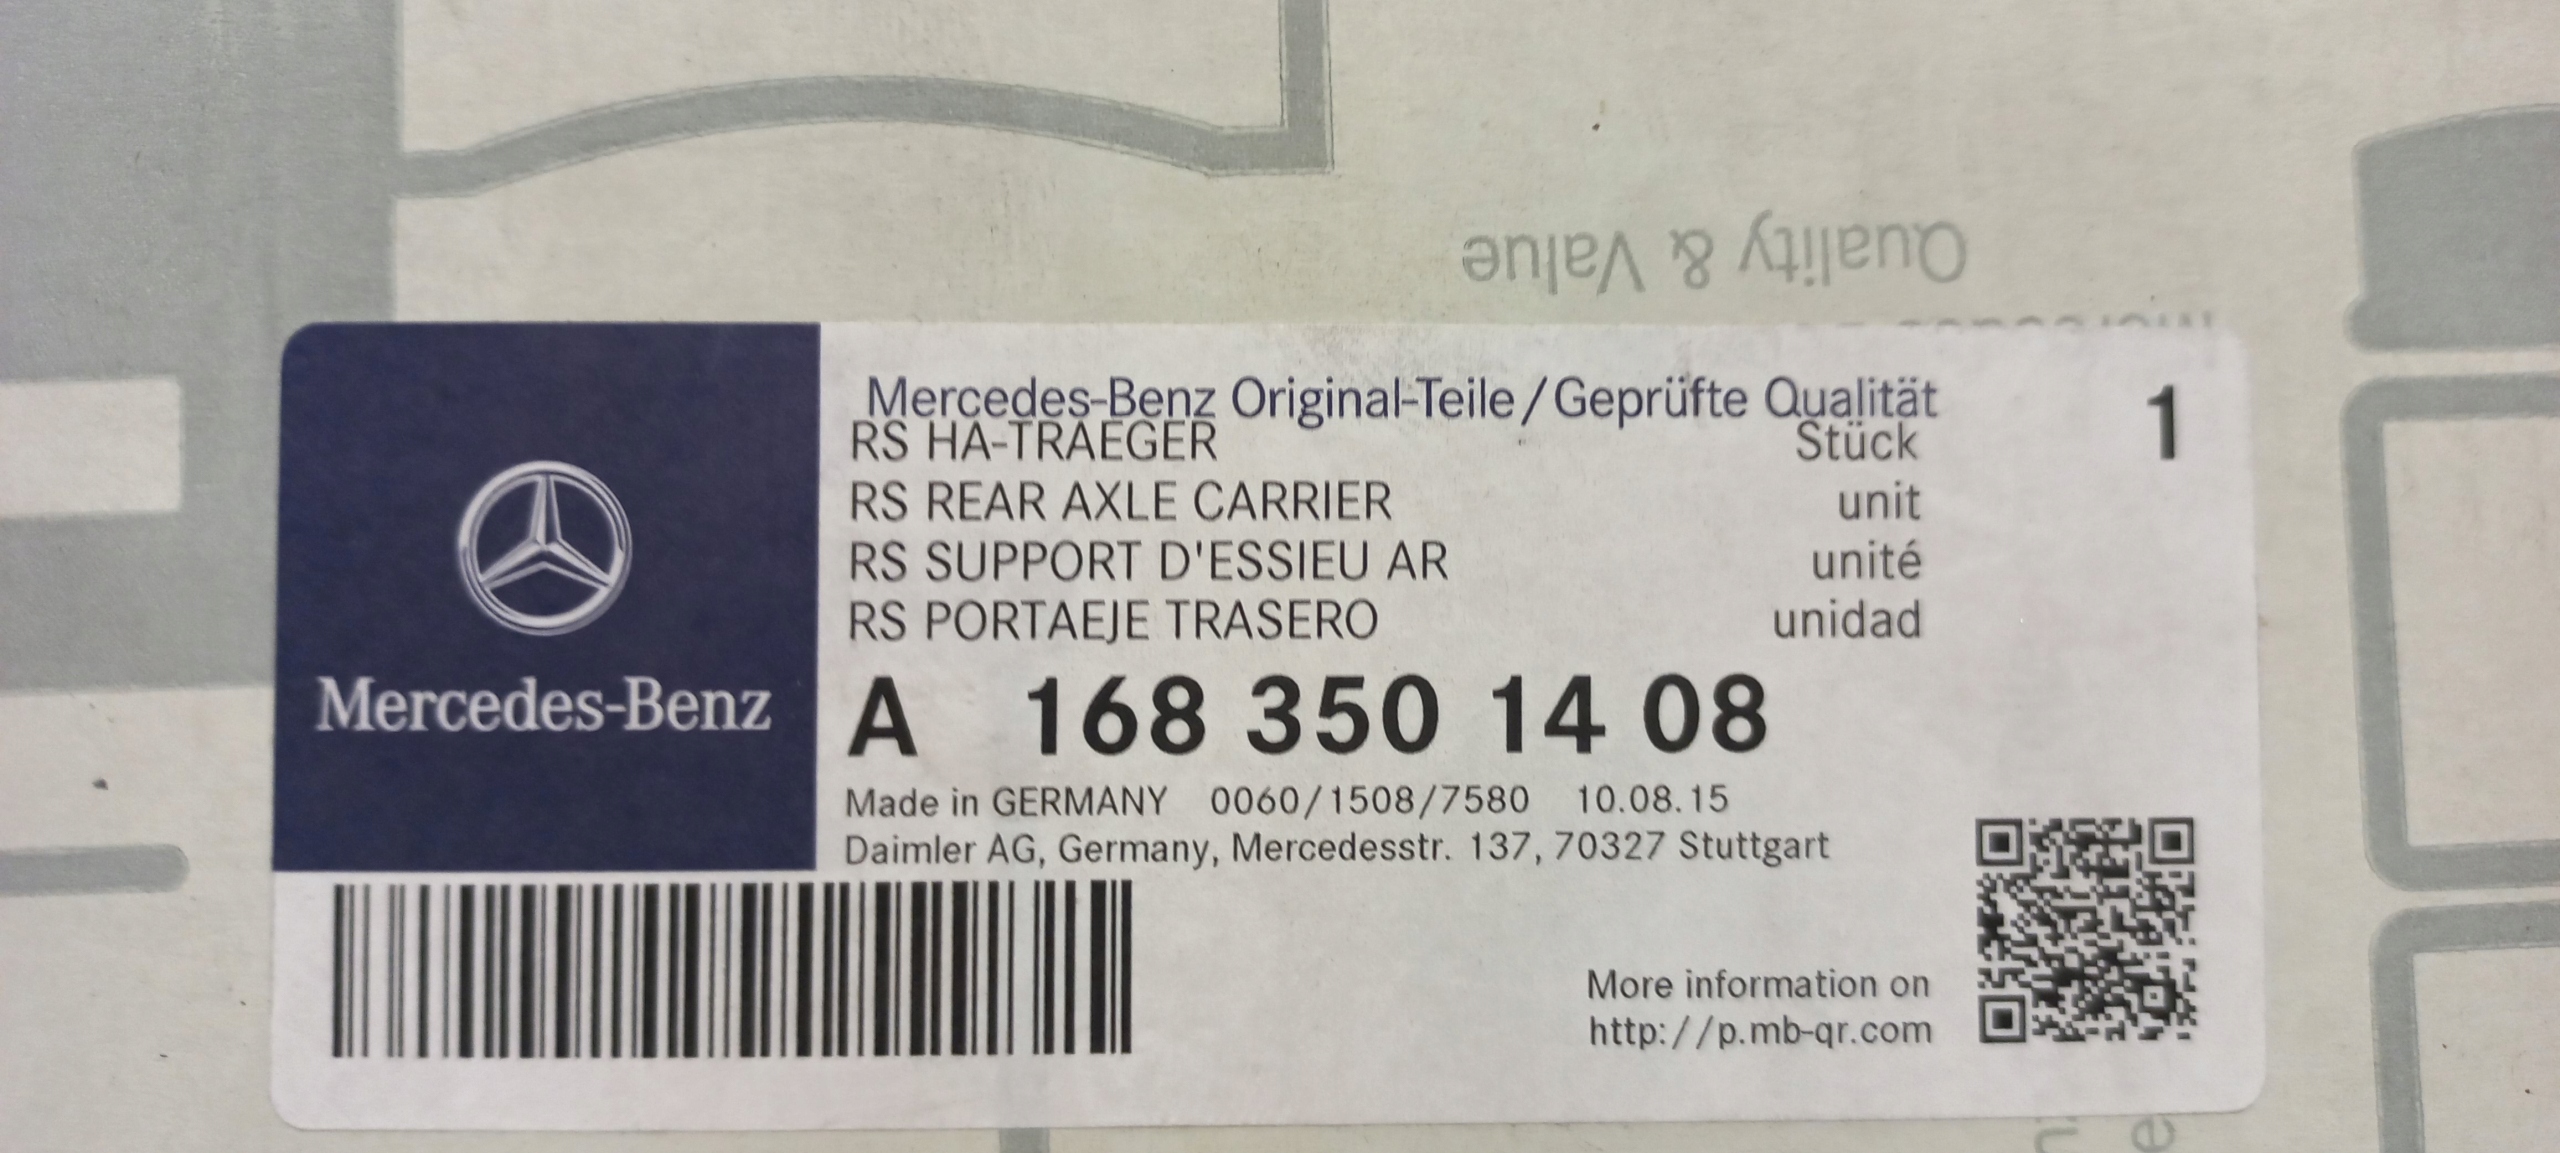 Quality & Value
Mercedes-Benz
Mercedes-Benz Original-Teile/Geprüfte Qualität
RS HA-TRAEGER Stück 1
RS REAR AXLE CARRIER unit
RS SUPPORT D'ESSIEU AR unité
RS PORTAEJE TRASERO unidad
A 168 350 14 08
Made in GERMANY 0060/1508/7580 10.08.15
Daimler AG, Germany, Mercedesstr. 137, 70327 Stuttgart
More information on
http://p.mb-qr.com